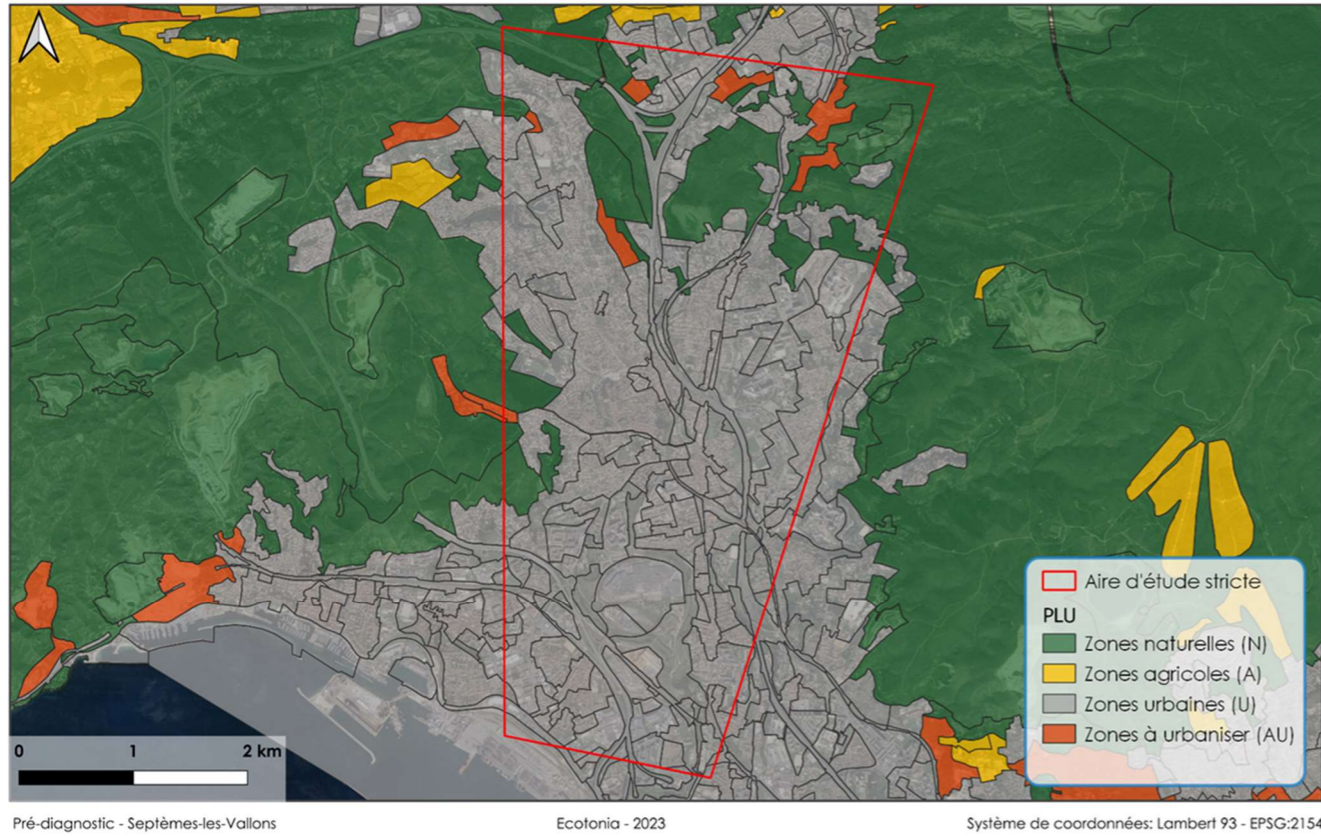 Aire d'étude stricte
PLU
Zones naturelles (N)
Zones agricoles (A)
Zones urbaines (U)
Zones à urbaniser (AU)
0 1 2 km
Pré-diagnostic - Septèmes-les-Vallons
Ecotonia - 2023
Système de coordonnées: Lambert 93 - EPSG:2154